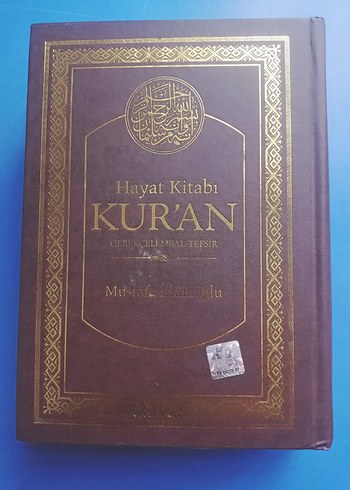 Hayat Kitabı
KUR'AN
GEREKÇELİ MEAL-TEFSİR
Mustafa İslamoğlu